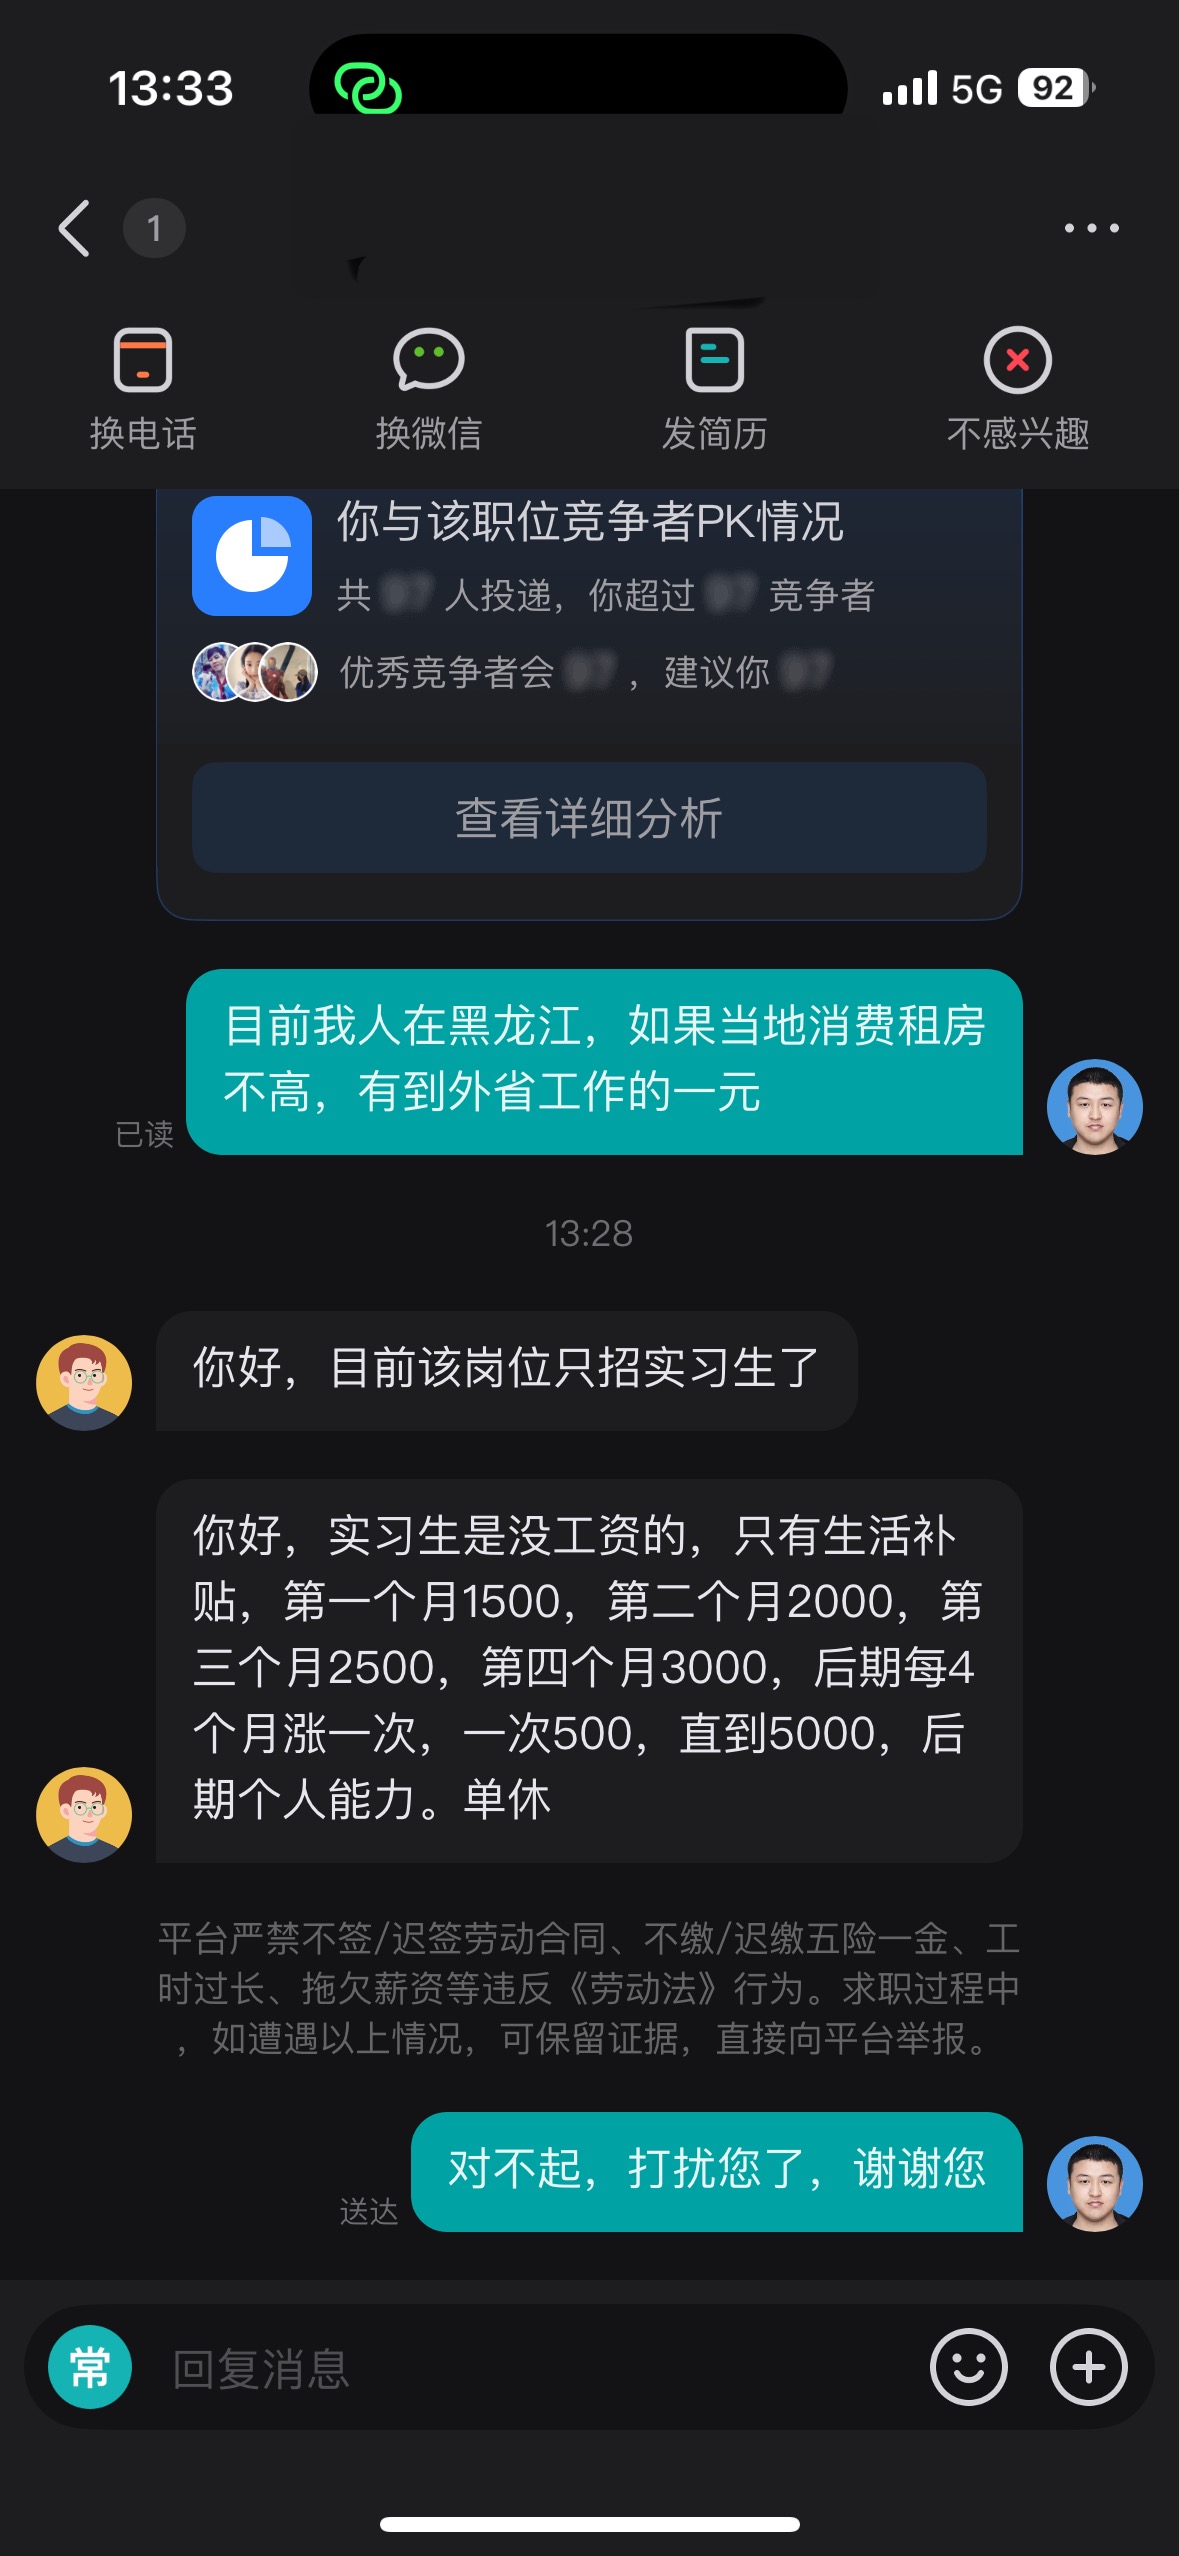 13:33
5G
92
1
换电话
换微信
发简历
不感兴趣
你与该职位竞争者PK情况
共 人投递，你超过 竞争者
优秀竞争者会 ，建议你
查看详细分析
目前我人在黑龙江，如果当地消费租房
不高，有到外省工作的一元
已读
13:28
你好，目前该岗位只招实习生了
你好，实习生是没工资的，只有生活补
贴，第一个月1500，第二个月2000，第
三个月2500，第四个月3000，后期每4
个月涨一次，一次500，直到5000，后
期个人能力。单休
平台严禁不签/迟签劳动合同、不缴/迟缴五险一金、工
时过长、拖欠薪资等违反《劳动法》行为。求职过程中
，如遭遇以上情况，可保留证据，直接向平台举报。
对不起，打扰您了，谢谢您
送达
常
回复消息